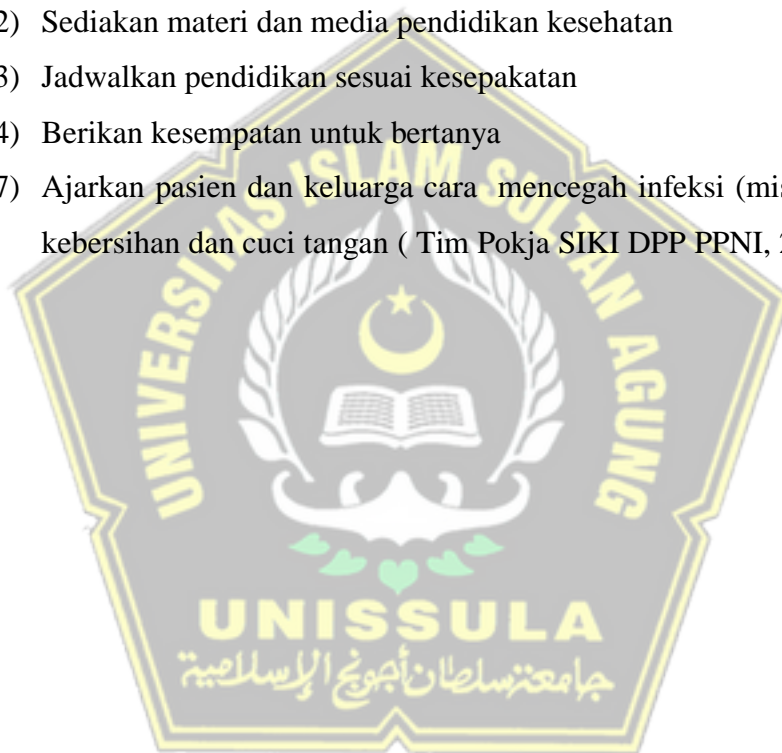 2) Sediakan materi dan media pendidikan kesehatan
3) Jadwalkan pendidikan sesuai kesepakatan
4) Berikan kesempatan untuk bertanya
7) Ajarkan pasien dan keluarga cara mencegah infeksi (mis
kebersihan dan cuci tangan ( Tim Pokja SIKI DPP PPNI,
UNIVERSITAS ISLAM SULTAN AGUNG
UNISSULA
جامعة سلطان أجونج الإسلامية